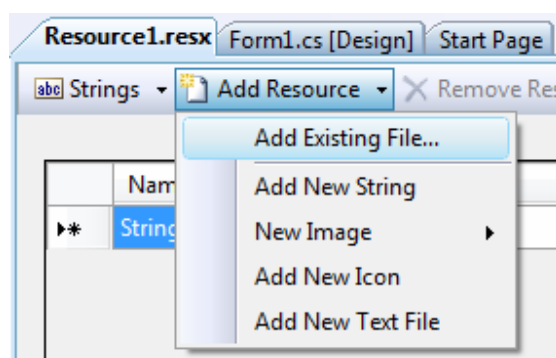 Resource1.resx Form1.cs [Design] Start Page
abc Strings Add Resource Remove Res
Add Existing File...
Nam Add New String
String New Image
Add New Icon
Add New Text File